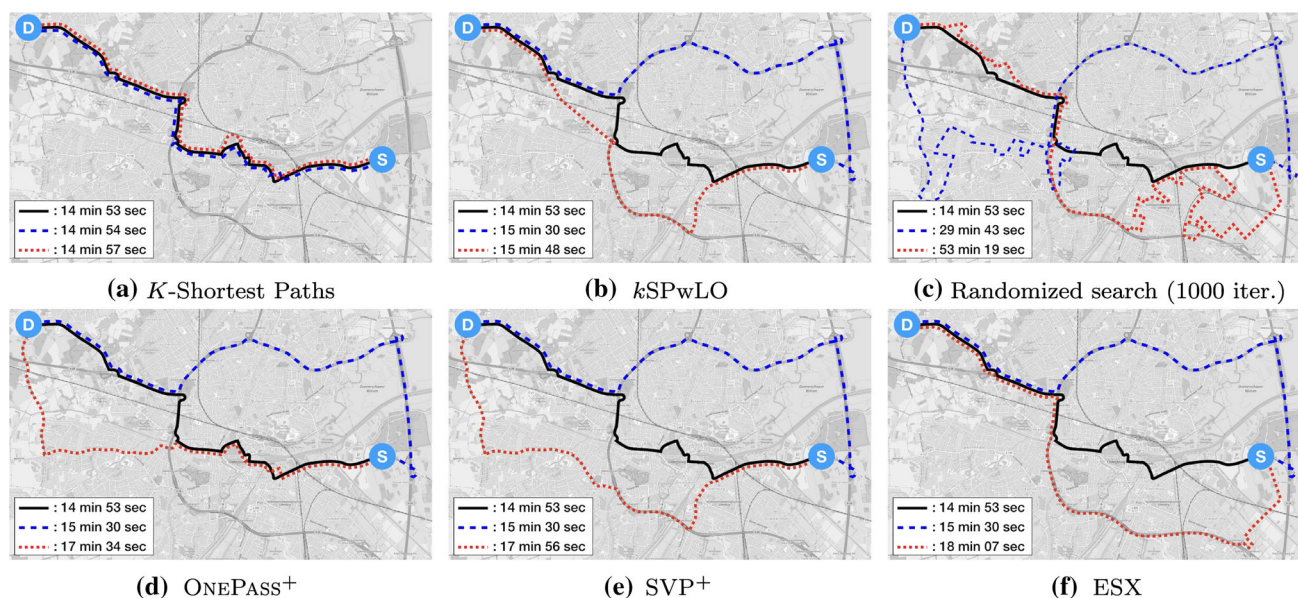 D
S
: 14 min 53 sec
: 14 min 54 sec
: 14 min 57 sec
(a) K-Shortest Paths
D
S
: 14 min 53 sec
: 15 min 30 sec
: 15 min 48 sec
(b) kSPwLO
D
S
: 14 min 53 sec
: 29 min 43 sec
: 53 min 19 sec
(c) Randomized search (1000 iter.)
D
S
: 14 min 53 sec
: 15 min 30 sec
: 17 min 34 sec
(d) ONEPASS+
D
S
: 14 min 53 sec
: 15 min 30 sec
: 17 min 56 sec
(e) SVP+
D
S
: 14 min 53 sec
: 15 min 30 sec
: 18 min 07 sec
(f) ESX